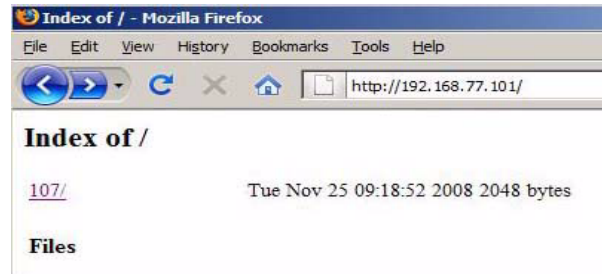 Index of / - Mozilla Firefox
File Edit View History Bookmarks Tools Help
http://192.168.77.101/
Index of /
107/ Tue Nov 25 09:18:52 2008 2048 bytes
Files